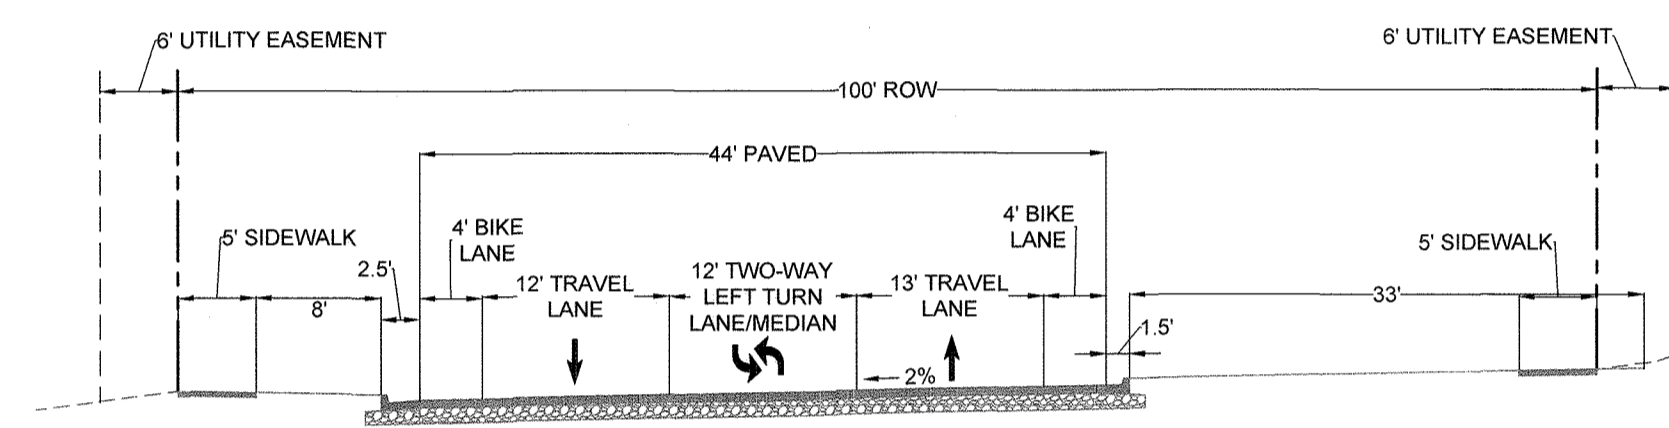 6' UTILITY EASEMENT
6' UTILITY EASEMENT
100' ROW
44' PAVED
5' SIDEWALK
4' BIKE
LANE
4' BIKE
LANE
5' SIDEWALK
2.5'
12' TRAVEL
LANE
12' TWO-WAY
LEFT TURN
LANE/MEDIAN
13' TRAVEL
LANE
8'
33'
1.5'
2%